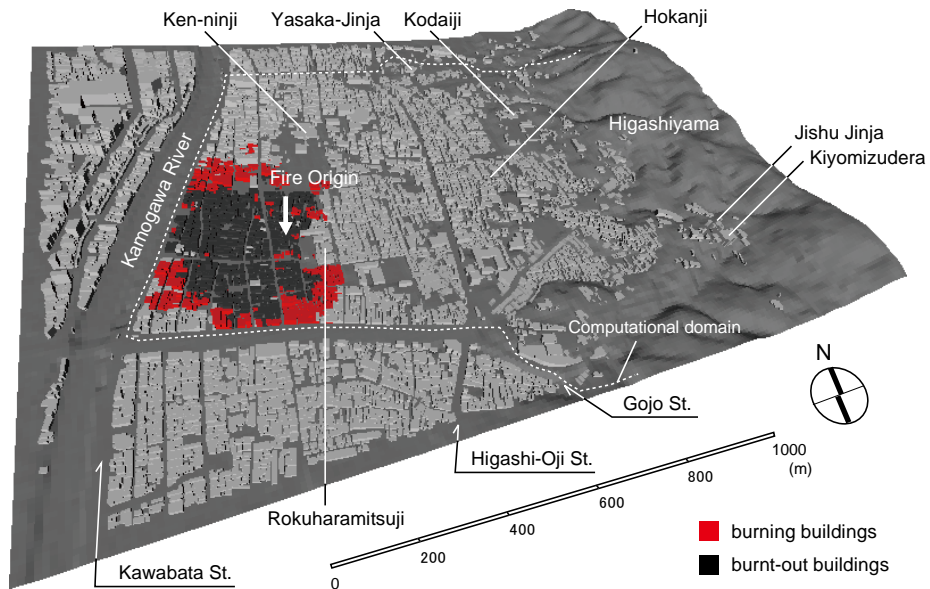 Ken-ninji
Yasaka-Jinja
Kodaiji
Hokanji
Higashiyama
Jishu Jinja
Kiyomizudera
Kamogawa River
Fire Origin
Computational domain
N
Gojo St.
Higashi-Oji St.
Rokuharamitsuji
Kawabata St.
0
200
400
600
800
1000
(m)
burning buildings
burnt-out buildings